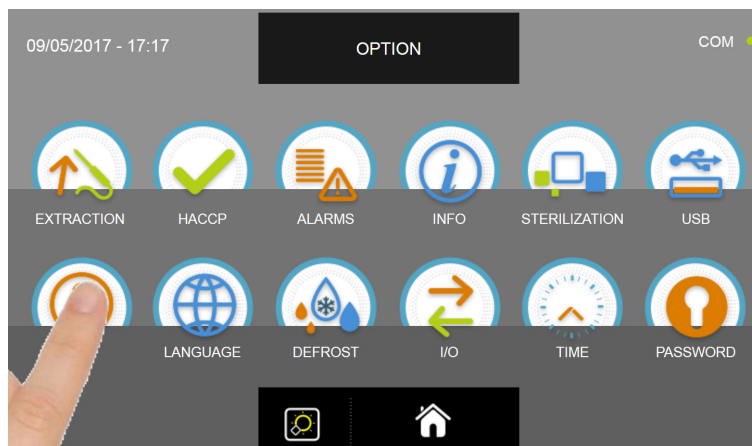 09/05/2017 - 17:17
OPTION
COM
EXTRACTION
HACCP
ALARMS
INFO
STERILIZATION
USB
LANGUAGE
DEFROST
I/O
TIME
PASSWORD